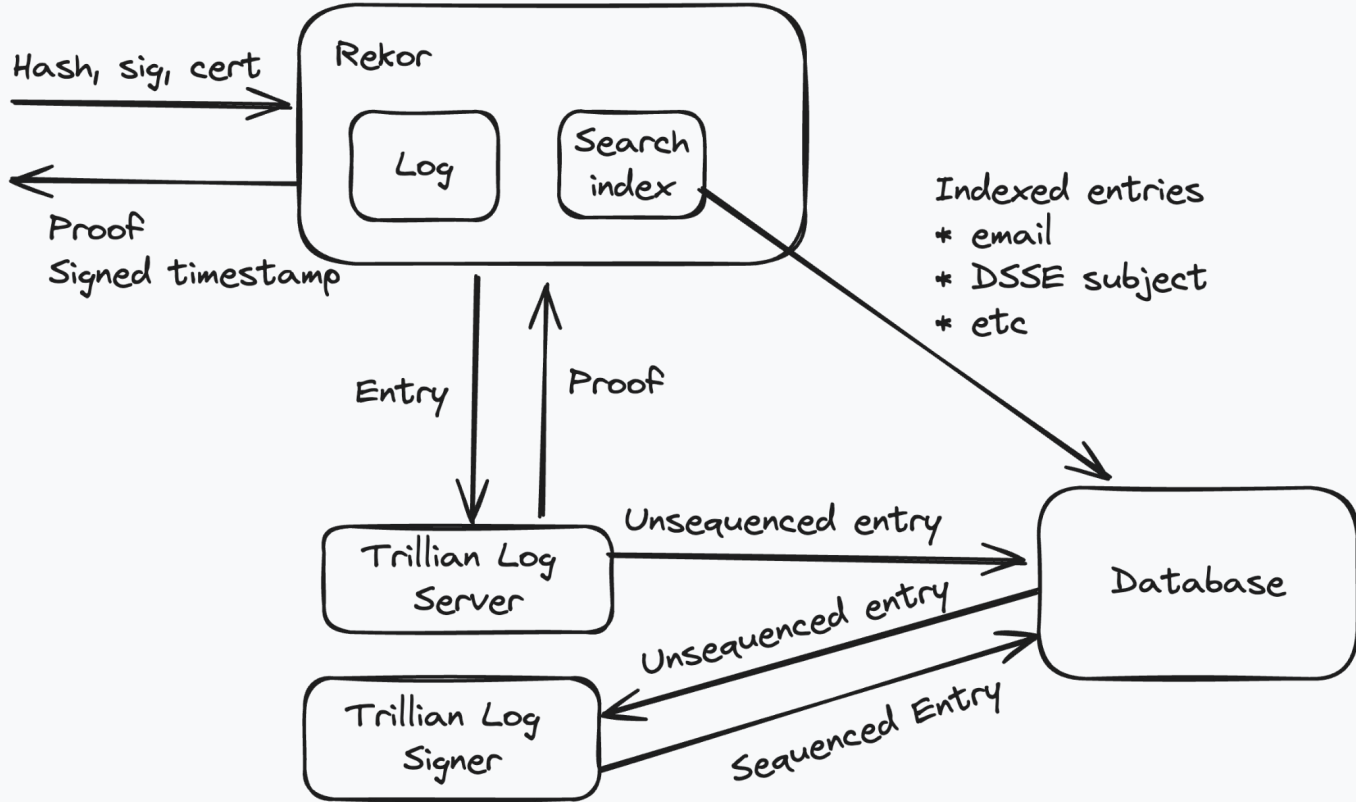 Rekor
Hash, sig, cert
Log
Search
index
Proof
Signed timestamp
Indexed entries
* email
* DSSE subject
* etc
Entry
Proof
Unsequenced entry
Trillian Log
Server
Database
Unsequenced entry
Trillian Log
Signer
Sequenced Entry